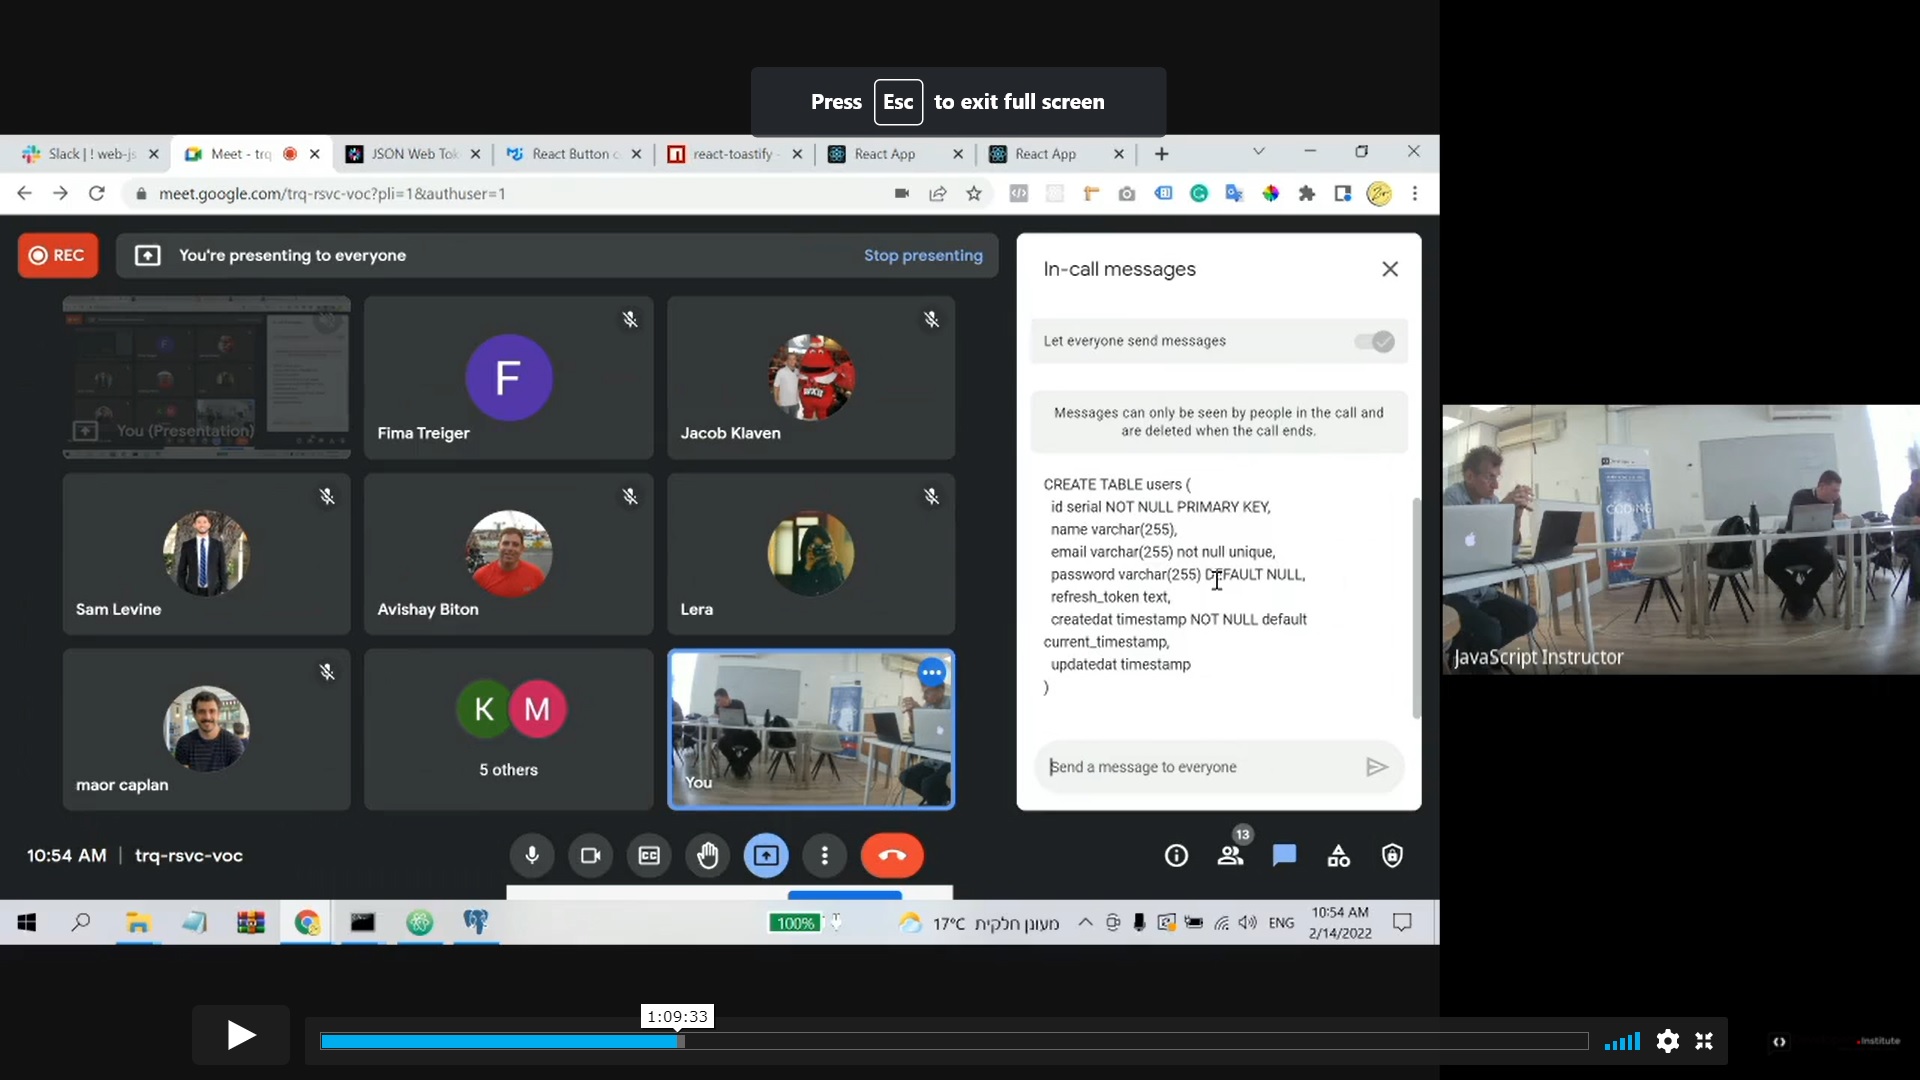 Press Esc to exit full screen
Slack | ! web-js
Meet - trq
JSON Web Tok
React Button c
react-toastify -
React App
React App
meet.google.com/trq-rsvc-voc?pli=1&authuser=1
REC
You're presenting to everyone
Stop presenting
In-call messages
Let everyone send messages
Messages can only be seen by people in the call and
are deleted when the call ends.
You (Presentation)
F
Fima Treiger
Jacob Klaven
Sam Levine
Avishay Biton
Lera
maor caplan
K M
5 others
You
CREATE TABLE users (
id serial NOT NULL PRIMARY KEY,
name varchar(255),
email varchar(255) not null unique,
password varchar(255) DEFAULT NULL,
refresh_token text,
createdat timestamp NOT NULL default
current_timestamp,
updatedat timestamp
)
Send a message to everyone
CODING
JavaScript Instructor
10:54 AM | trq-rsvc-voc
13
100%
17°C מעונן חלקית
ENG
10:54 AM
2/14/2022
1:09:33
Institute